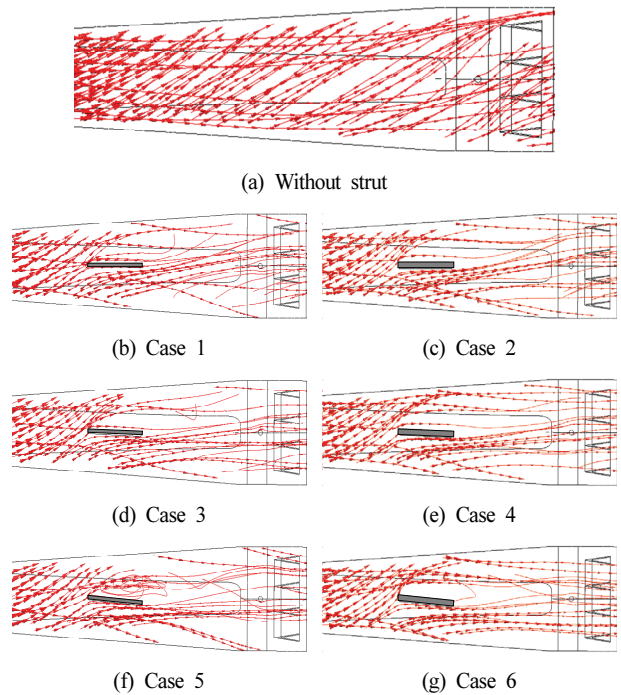 (a) Without strut
(b) Case 1
(c) Case 2
(d) Case 3
(e) Case 4
(f) Case 5
(g) Case 6